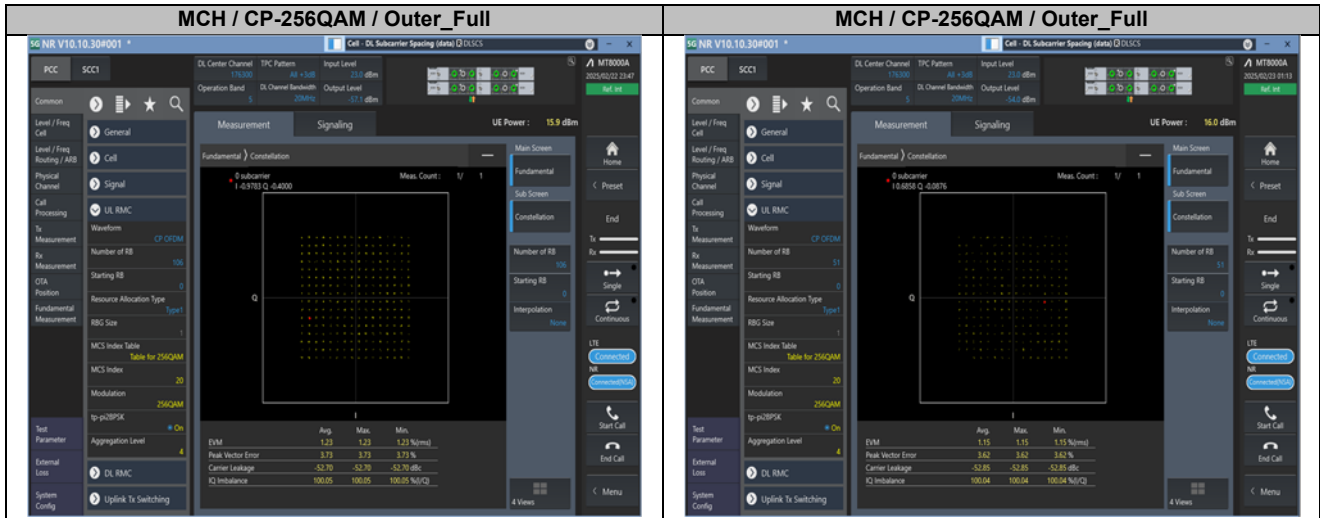 MCH / CP-256QAM / Outer_Full
SG NR V10.10.30#001 *
Cell - DL Subcarrier Spacing (data) DLSCS
PCC SCC1
DL Center Channel 176300
TPC Pattern All +3dB
Input Level 23.0 dBm
Operation Band 5
DL Channel Bandwidth 20MHz
Output Level -57.1 dBm
MT8000A
2025/02/22 23:47
Ref. Int
Common
Level / Freq Cell
Level / Freq Routing / ARB
Physical Channel
Call Processing
Tx Measurement
Rx Measurement
OTA Position
Fundamental Measurement
Test Parameter
External Loss
System Config
General
Cell
Signal
UL RMC
Waveform
CP OFDM
Number of RB
106
Starting RB
0
Resource Allocation Type
Type1
RBG Size
1
MCS Index Table
Table for 256QAM
MCS Index
20
Modulation
256QAM
tp-pi2BPSK
On
Aggregation Level
4
DL RMC
Uplink Tx Switching
Measurement Signaling
UE Power : 15.9 dBm
Fundamental Constellation
0 subcarrier Meas. Count : 1/ 1
I -0.9783 Q -0.4000
Q
I
Avg. Max. Min.
EVM 1.23 1.23 1.23 %(rms)
Peak Vector Error 3.73 3.73 3.73 %
Carrier Leakage -52.70 -52.70 -52.70 dBc
IQ Imbalance 100.05 100.05 100.05 %(I/Q)
Main Screen
Fundamental
Sub Screen
Constellation
Number of RB
106
Starting RB
0
Interpolation
None
4 Views
Home
Preset
End
Tx
Rx
Single
Continuous
LTE
Connected
NR
Connected(NSA)
Start Call
End Call
Menu
MCH / CP-256QAM / Outer_Full
SG NR V10.10.30#001 *
Cell - DL Subcarrier Spacing (data) DLSCS
PCC SCC1
DL Center Channel 176300
TPC Pattern All +3dB
Input Level 23.0 dBm
Operation Band 5
DL Channel Bandwidth 20MHz
Output Level -54.0 dBm
MT8000A
2025/02/23 01:13
Ref. Int
Common
Level / Freq Cell
Level / Freq Routing / ARB
Physical Channel
Call Processing
Tx Measurement
Rx Measurement
OTA Position
Fundamental Measurement
Test Parameter
External Loss
System Config
General
Cell
Signal
UL RMC
Waveform
CP OFDM
Number of RB
51
Starting RB
0
Resource Allocation Type
Type1
RBG Size
1
MCS Index Table
Table for 256QAM
MCS Index
20
Modulation
256QAM
tp-pi2BPSK
On
Aggregation Level
4
DL RMC
Uplink Tx Switching
Measurement Signaling
UE Power : 16.0 dBm
Fundamental Constellation
0 subcarrier Meas. Count : 1/ 1
I 0.6858 Q -0.0876
Q
I
Avg. Max. Min.
EVM 1.15 1.15 1.15 %(rms)
Peak Vector Error 3.62 3.62 3.62 %
Carrier Leakage -52.85 -52.85 -52.85 dBc
IQ Imbalance 100.04 100.04 100.04 %(I/Q)
Main Screen
Fundamental
Sub Screen
Constellation
Number of RB
51
Starting RB
0
Interpolation
None
4 Views
Home
Preset
End
Tx
Rx
Single
Continuous
LTE
Connected
NR
Connected(NSA)
Start Call
End Call
Menu